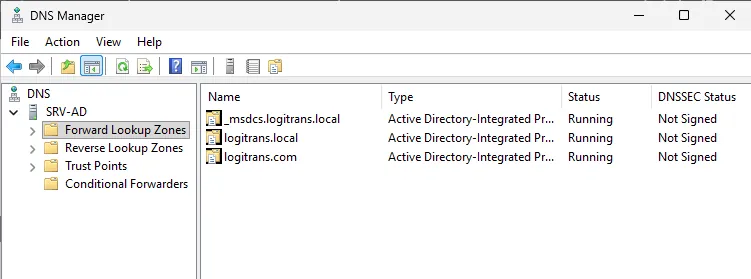 DNS Manager
File Action View Help
DNS
SRV-AD
Forward Lookup Zones
Reverse Lookup Zones
Trust Points
Conditional Forwarders
Name Type Status DNSSEC Status
_msdcs.logitrans.local Active Directory-Integrated Pr... Running Not Signed
logitrans.local Active Directory-Integrated Pr... Running Not Signed
logitrans.com Active Directory-Integrated Pr... Running Not Signed